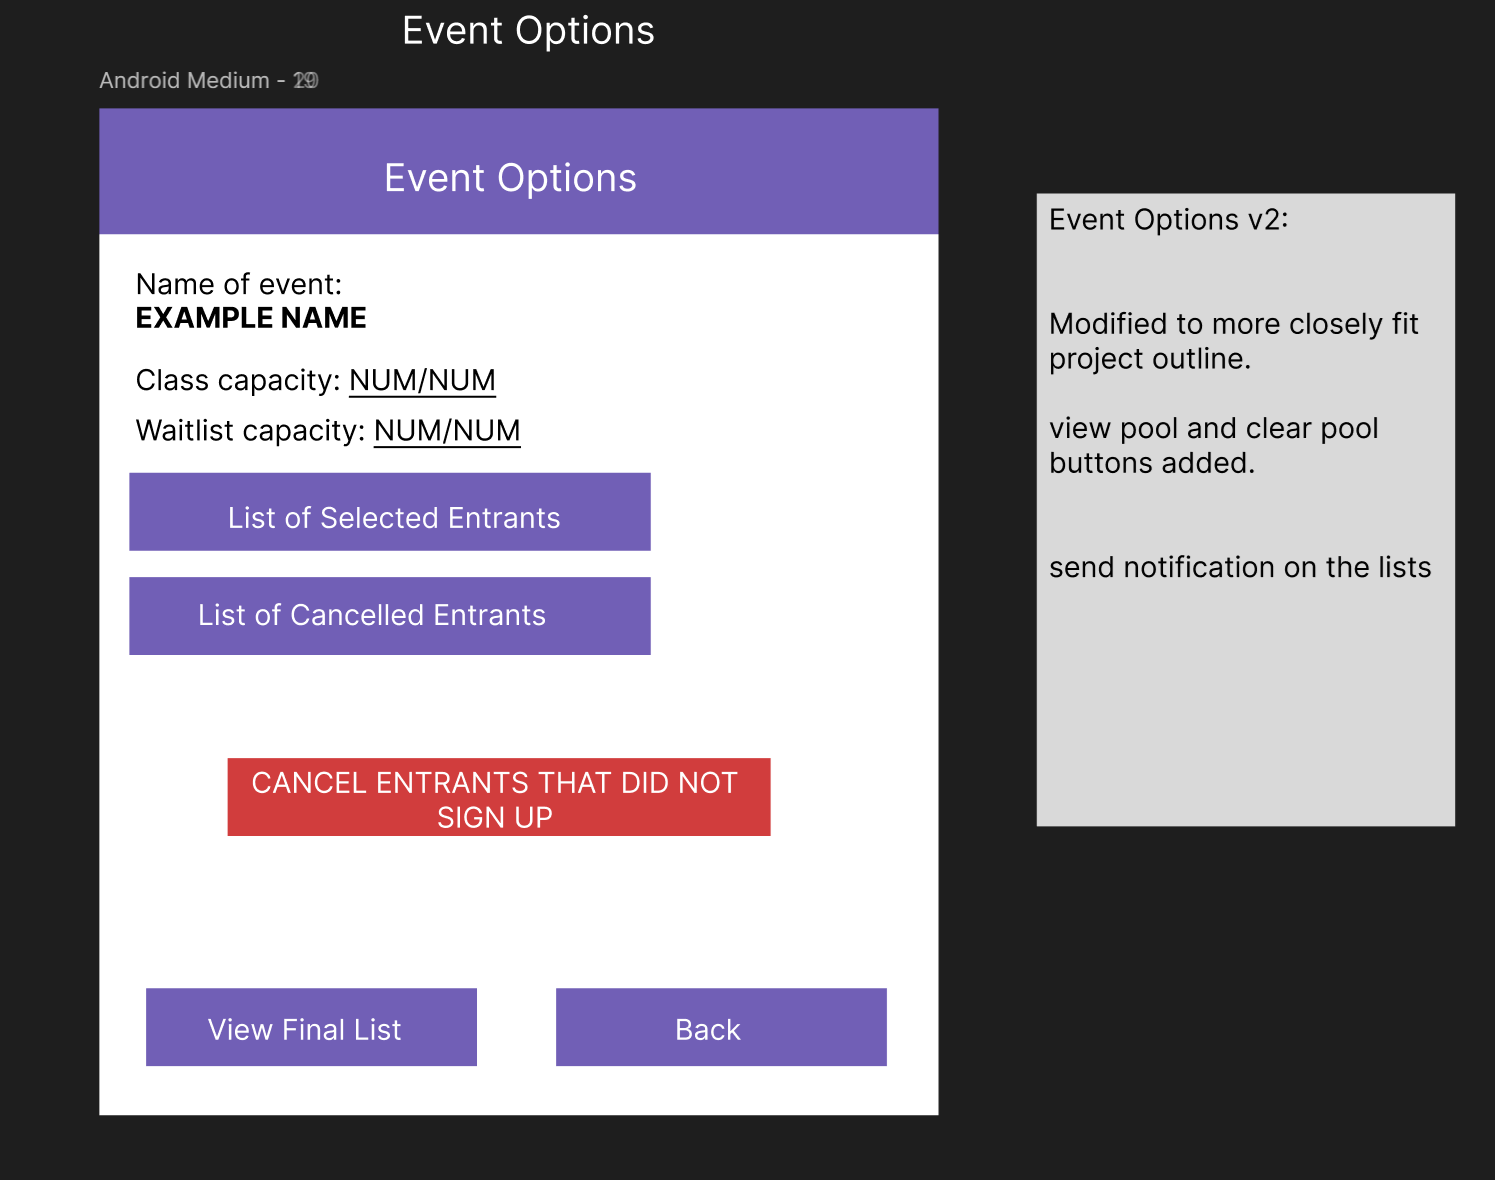 Event Options
Android Medium -
Event Options
Name of event:
EXAMPLE NAME
Class capacity: NUM/NUM
Waitlist capacity: NUM/NUM
List of Selected Entrants
List of Cancelled Entrants
CANCEL ENTRANTS THAT DID NOT
SIGN UP
View Final List
Back
Event Options v2:
Modified to more closely fit
project outline.
view pool and clear pool
buttons added.
send notification on the lists